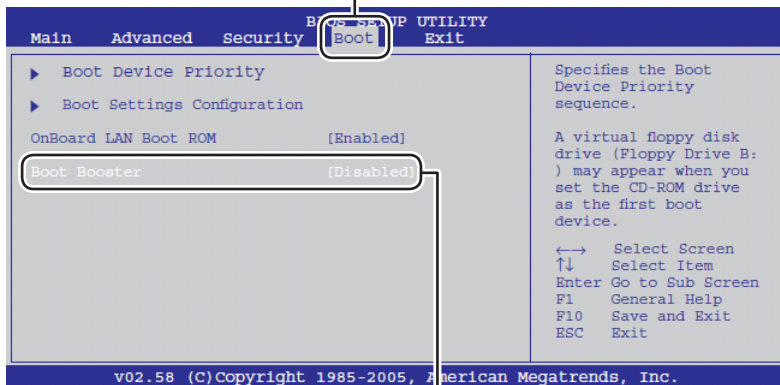 BIOS SETUP UTILITY
Main Advanced Security Boot Exit
Boot Device Priority
Boot Settings Configuration
OnBoard LAN Boot ROM [Enabled]
Boot Booster [Disabled]
Specifies the Boot
Device Priority
sequence.
A virtual floppy disk
drive (Floppy Drive B:
) may appear when you
set the CD-ROM drive
as the first boot
device.
←→ Select Screen
↑↓ Select Item
Enter Go to Sub Screen
F1 General Help
F10 Save and Exit
ESC Exit
v02.58 (C)Copyright 1985-2005, American Megatrends, Inc.